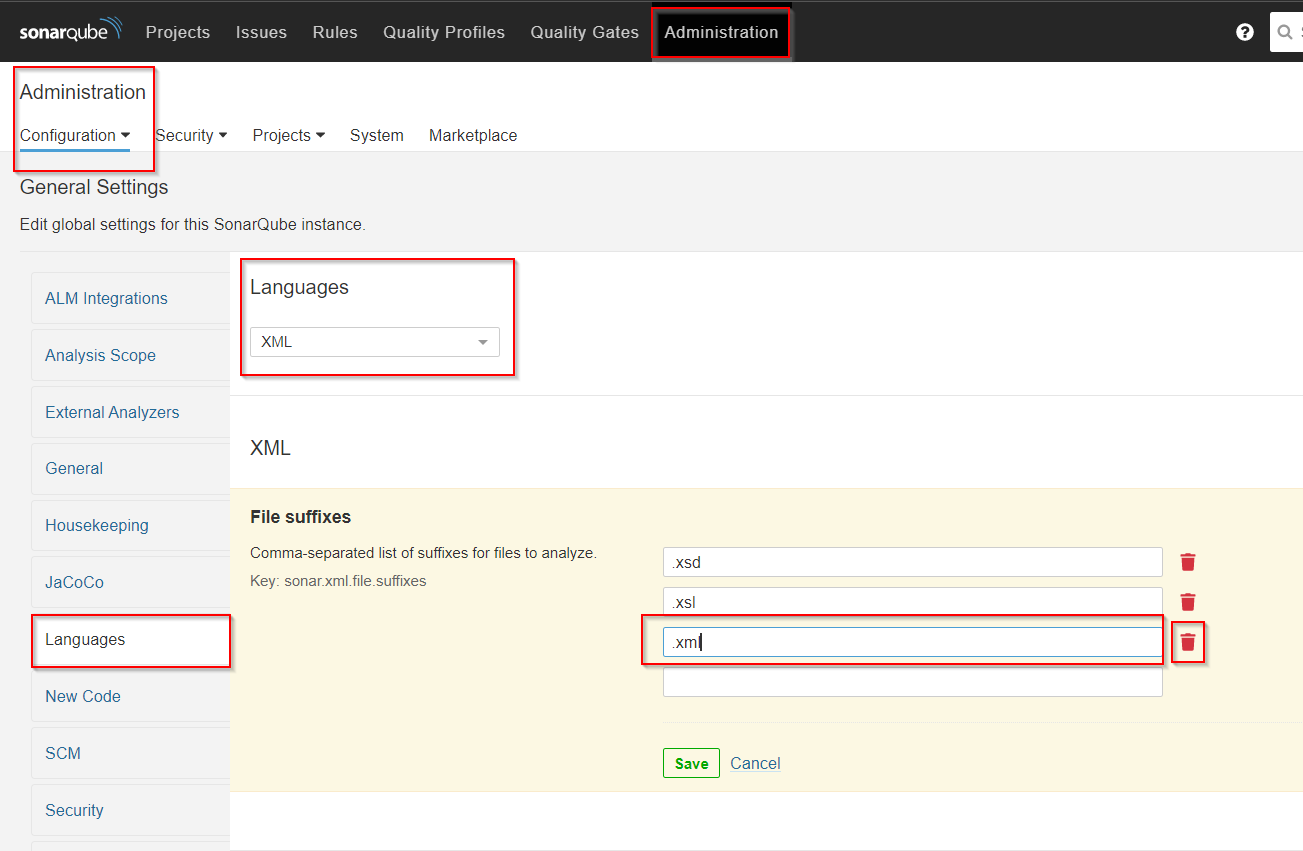 sonarqube Projects Issues Rules Quality Profiles Quality Gates Administration ?
Administration
Configuration Security Projects System Marketplace
General Settings
Edit global settings for this SonarQube instance.
ALM Integrations
Analysis Scope
External Analyzers
General
Housekeeping
JaCoCo
Languages
New Code
SCM
Security
Languages
XML
XML
File suffixes
Comma-separated list of suffixes for files to analyze.
Key: sonar.xml.file.suffixes
.xsd
.xsl
.xml
Save Cancel